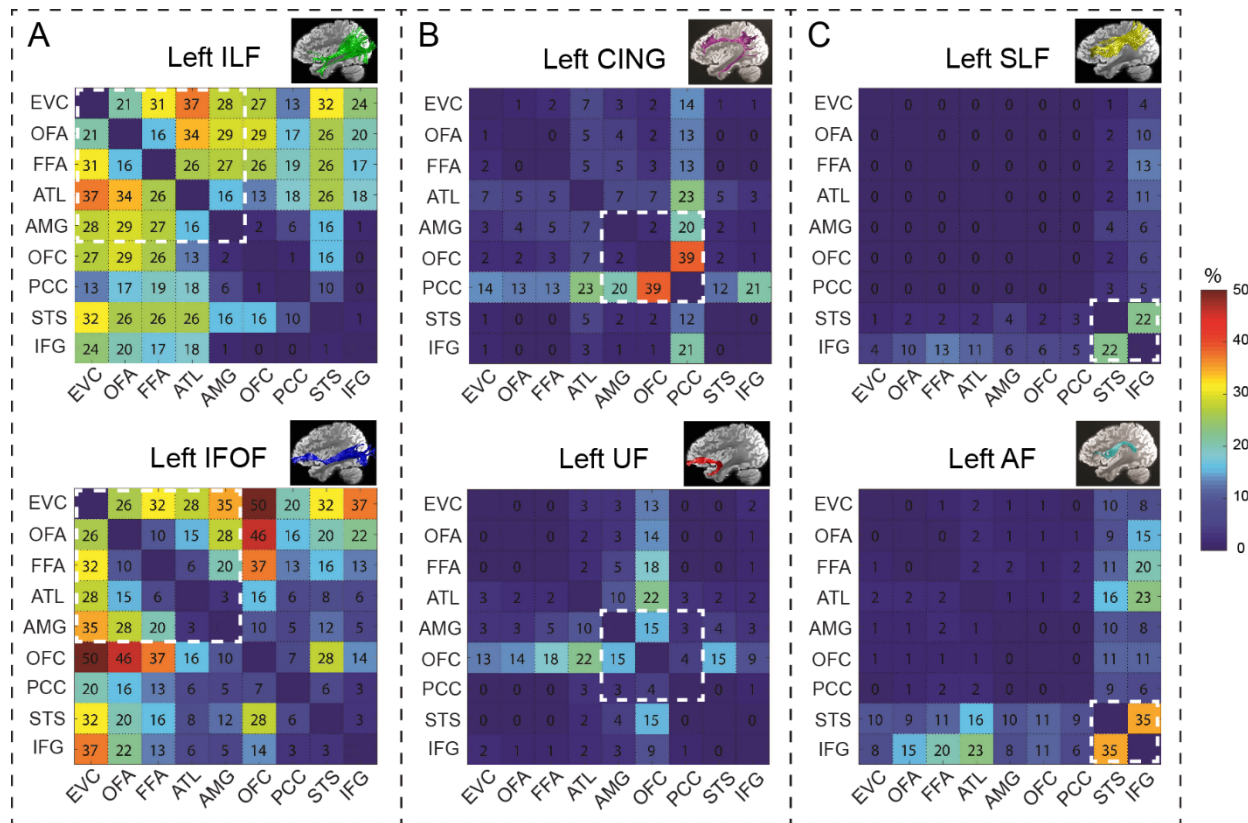 A
Left ILF
EVC 21 31 37 28 27 13 32 24
OFA 21 16 34 29 29 17 26 20
FFA 31 16 26 27 26 19 26 17
ATL 37 34 26 16 13 18 26 18
AMG 28 29 27 16 2 6 16 1
OFC 27 29 26 13 2 1 16 0
PCC 13 17 19 18 6 1 10 0
STS 32 26 26 26 16 16 10 1
IFG 24 20 17 18 1 0 0 1
EVC OFA FFA ATL AMG OFC PCC STS IFG
Left IFOF
EVC 26 32 28 35 50 20 32 37
OFA 26 10 15 28 46 16 20 22
FFA 32 10 6 20 37 13 16 13
ATL 28 15 6 3 16 6 8 6
AMG 35 28 20 3 10 5 12 5
OFC 50 46 37 16 10 7 28 14
PCC 20 16 13 6 5 7 6 3
STS 32 20 16 8 12 28 6 3
IFG 37 22 13 6 5 14 3 3
EVC OFA FFA ATL AMG OFC PCC STS IFG
B
Left CING
EVC 1 2 7 3 2 14 1 1
OFA 1 0 5 4 2 13 0 0
FFA 2 0 5 5 3 13 0 0
ATL 7 5 5 7 7 23 5 3
AMG 3 4 5 7 2 20 2 1
OFC 2 2 3 7 2 39 2 1
PCC 14 13 13 23 20 39 12 21
STS 1 0 0 5 2 2 12 0
IFG 1 0 0 3 1 1 21 0
EVC OFA FFA ATL AMG OFC PCC STS IFG
Left UF
EVC 0 0 3 3 13 0 0 2
OFA 0 0 2 3 14 0 0 1
FFA 0 0 2 5 18 0 0 1
ATL 3 2 2 10 22 3 2 2
AMG 3 3 5 10 15 3 4 3
OFC 13 14 18 22 15 4 15 9
PCC 0 0 0 3 3 4 0 0
STS 0 0 0 2 4 15 0 0
IFG 2 1 1 2 3 9 0 0
EVC OFA FFA ATL AMG OFC PCC STS IFG
C
Left SLF
EVC 0 0 0 0 0 0 1 4
OFA 0 0 0 0 0 0 2 10
FFA 0 0 0 0 0 0 2 13
ATL 0 0 0 0 0 0 2 11
AMG 0 0 0 0 0 0 4 6
OFC 0 0 0 0 0 0 2 6
PCC 0 0 0 0 0 0 3 5
STS 1 2 2 2 4 2 3 22
IFG 4 10 13 11 6 6 5 22
EVC OFA FFA ATL AMG OFC PCC STS IFG
Left AF
EVC 0 1 2 1 1 0 10 8
OFA 0 0 2 1 1 1 9 15
FFA 1 0 2 2 1 2 11 20
ATL 2 2 2 1 1 2 16 23
AMG 1 1 2 1 0 0 10 8
OFC 1 1 1 1 0 0 11 11
PCC 0 1 2 2 0 0 9 6
STS 10 9 11 16 10 11 9 35
IFG 8 15 20 23 8 11 6 35
EVC OFA FFA ATL AMG OFC PCC STS IFG
%
50
40
30
20
10
0